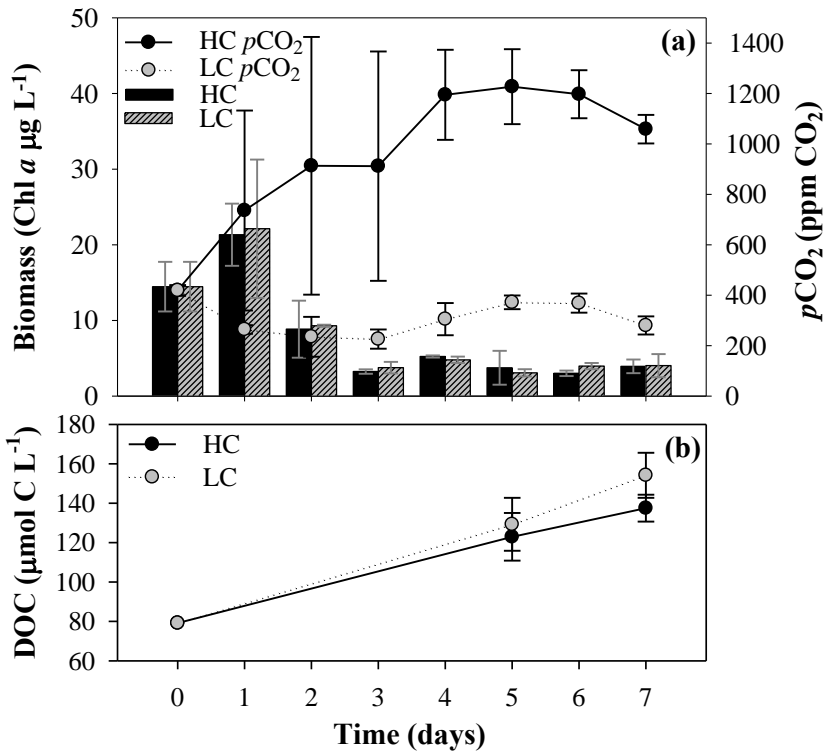 (a)
HC pCO₂
LC pCO₂
HC
LC
Biomass (Chl a µg L⁻¹)
50
40
30
20
10
0
pCO₂ (ppm CO₂)
1400
1200
1000
800
600
400
200
0
(b)
HC
LC
DOC (µmol C L⁻¹)
180
160
140
120
100
80
60
0 1 2 3 4 5 6 7
Time (days)